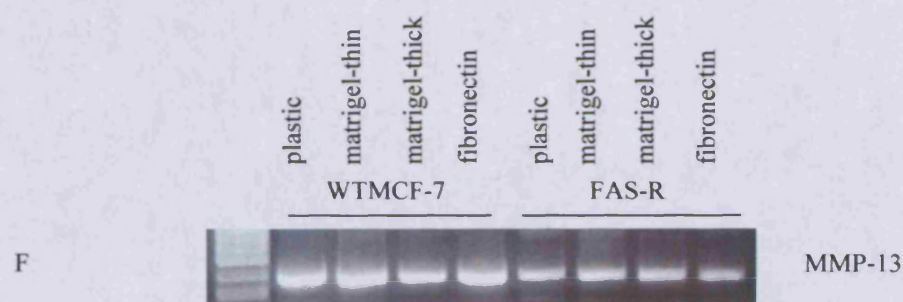 plastic
matrigel-thin
matrigel-thick
fibronectin
plastic
matrigel-thin
matrigel-thick
fibronectin
WTMCF-7 FAS-R
F MMP-13